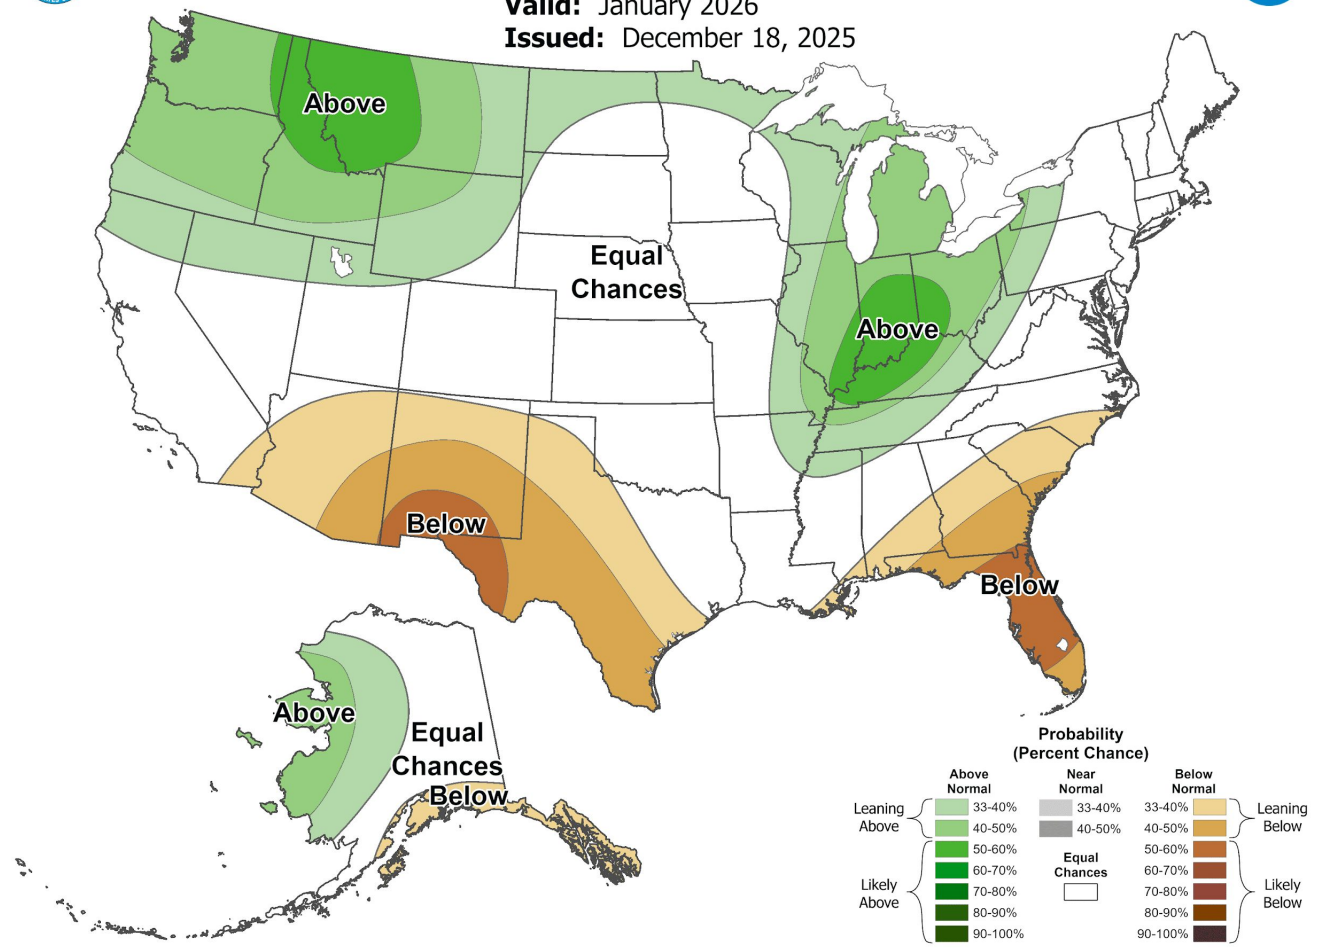 Valid: January 2026
Issued: December 18, 2025
Above
Equal
Chances
Above
Below
Below
Above
Equal
Chances
Below
Probability
(Percent Chance)
Above
Normal
Near
Normal
Below
Normal
Leaning
Above
33-40%
40-50%
50-60%
60-70%
70-80%
80-90%
90-100%
Likely
Above
33-40%
40-50%
Equal
Chances
33-40%
40-50%
50-60%
60-70%
70-80%
80-90%
90-100%
Leaning
Below
Likely
Below